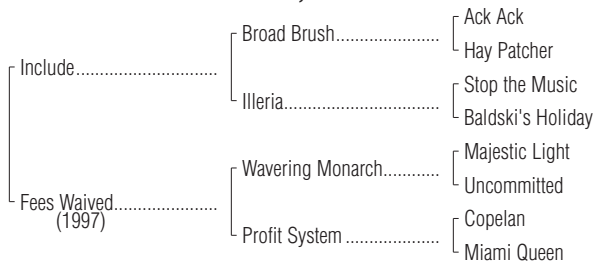 Ack Ack
Broad Brush....................
Hay Patcher
Include...........................
Stop the Music
Illeria..............................
Baldski's Holiday
Majestic Light
Wavering Monarch...........
Uncommitted
Fees Waived....................
(1997)
Copelan
Profit System ..................
Miami Queen